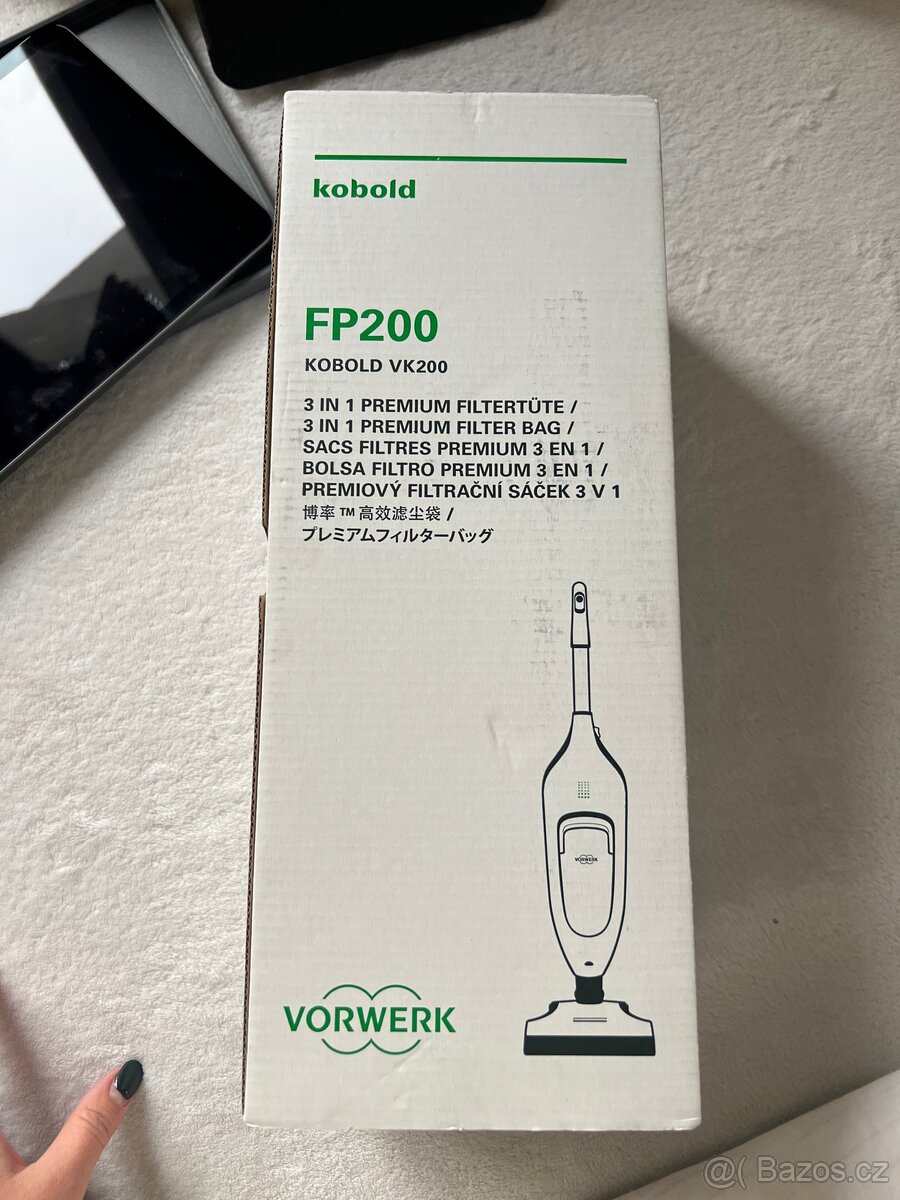 kobold
FP200
KOBOLD VK200
3 IN 1 PREMIUM FILTERTÜTE /
3 IN 1 PREMIUM FILTER BAG /
SACS FILTRES PREMIUM 3 EN 1 /
BOLSA FILTRO PREMIUM 3 EN 1 /
PREMIOVÝ FILTRAČNÍ SÁČEK 3 V 1
博率 ™ 高效滤尘袋 /
プレミアムフィルターバッグ
VORWERK
VORWERK
@( Bazos.cz